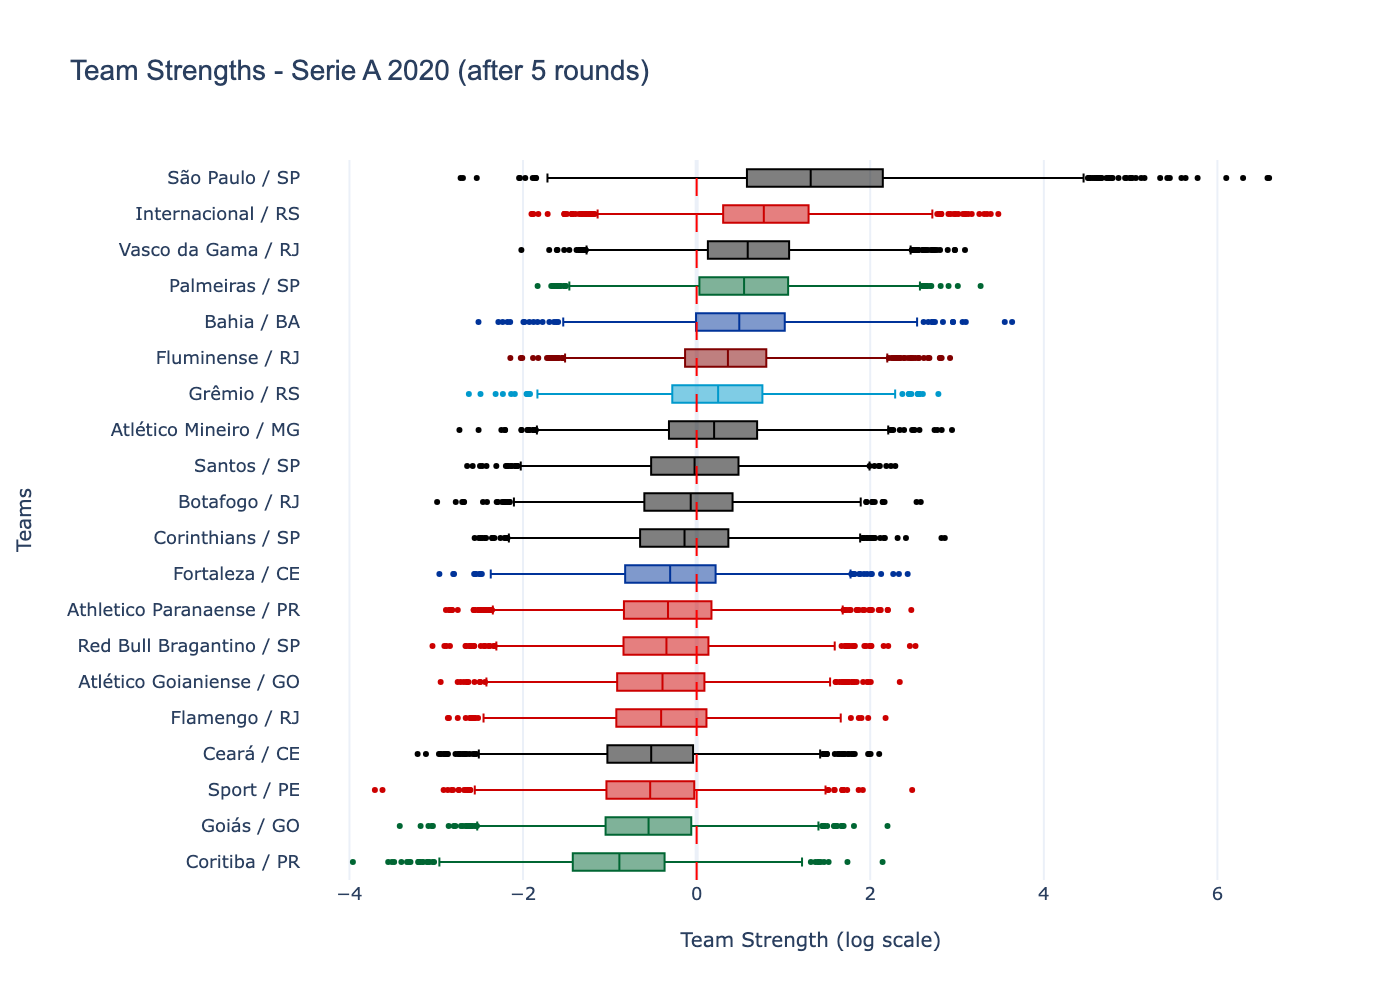 Team Strengths - Serie A 2020 (after 5 rounds)
São Paulo / SP
Internacional / RS
Vasco da Gama / RJ
Palmeiras / SP
Bahia / BA
Fluminense / RJ
Grêmio / RS
Atlético Mineiro / MG
Santos / SP
Botafogo / RJ
Corinthians / SP
Fortaleza / CE
Athletico Paranaense / PR
Red Bull Bragantino / SP
Atlético Goianiense / GO
Flamengo / RJ
Ceará / CE
Sport / PE
Goiás / GO
Coritiba / PR
Teams
−4 −2 0 2 4 6
Team Strength (log scale)